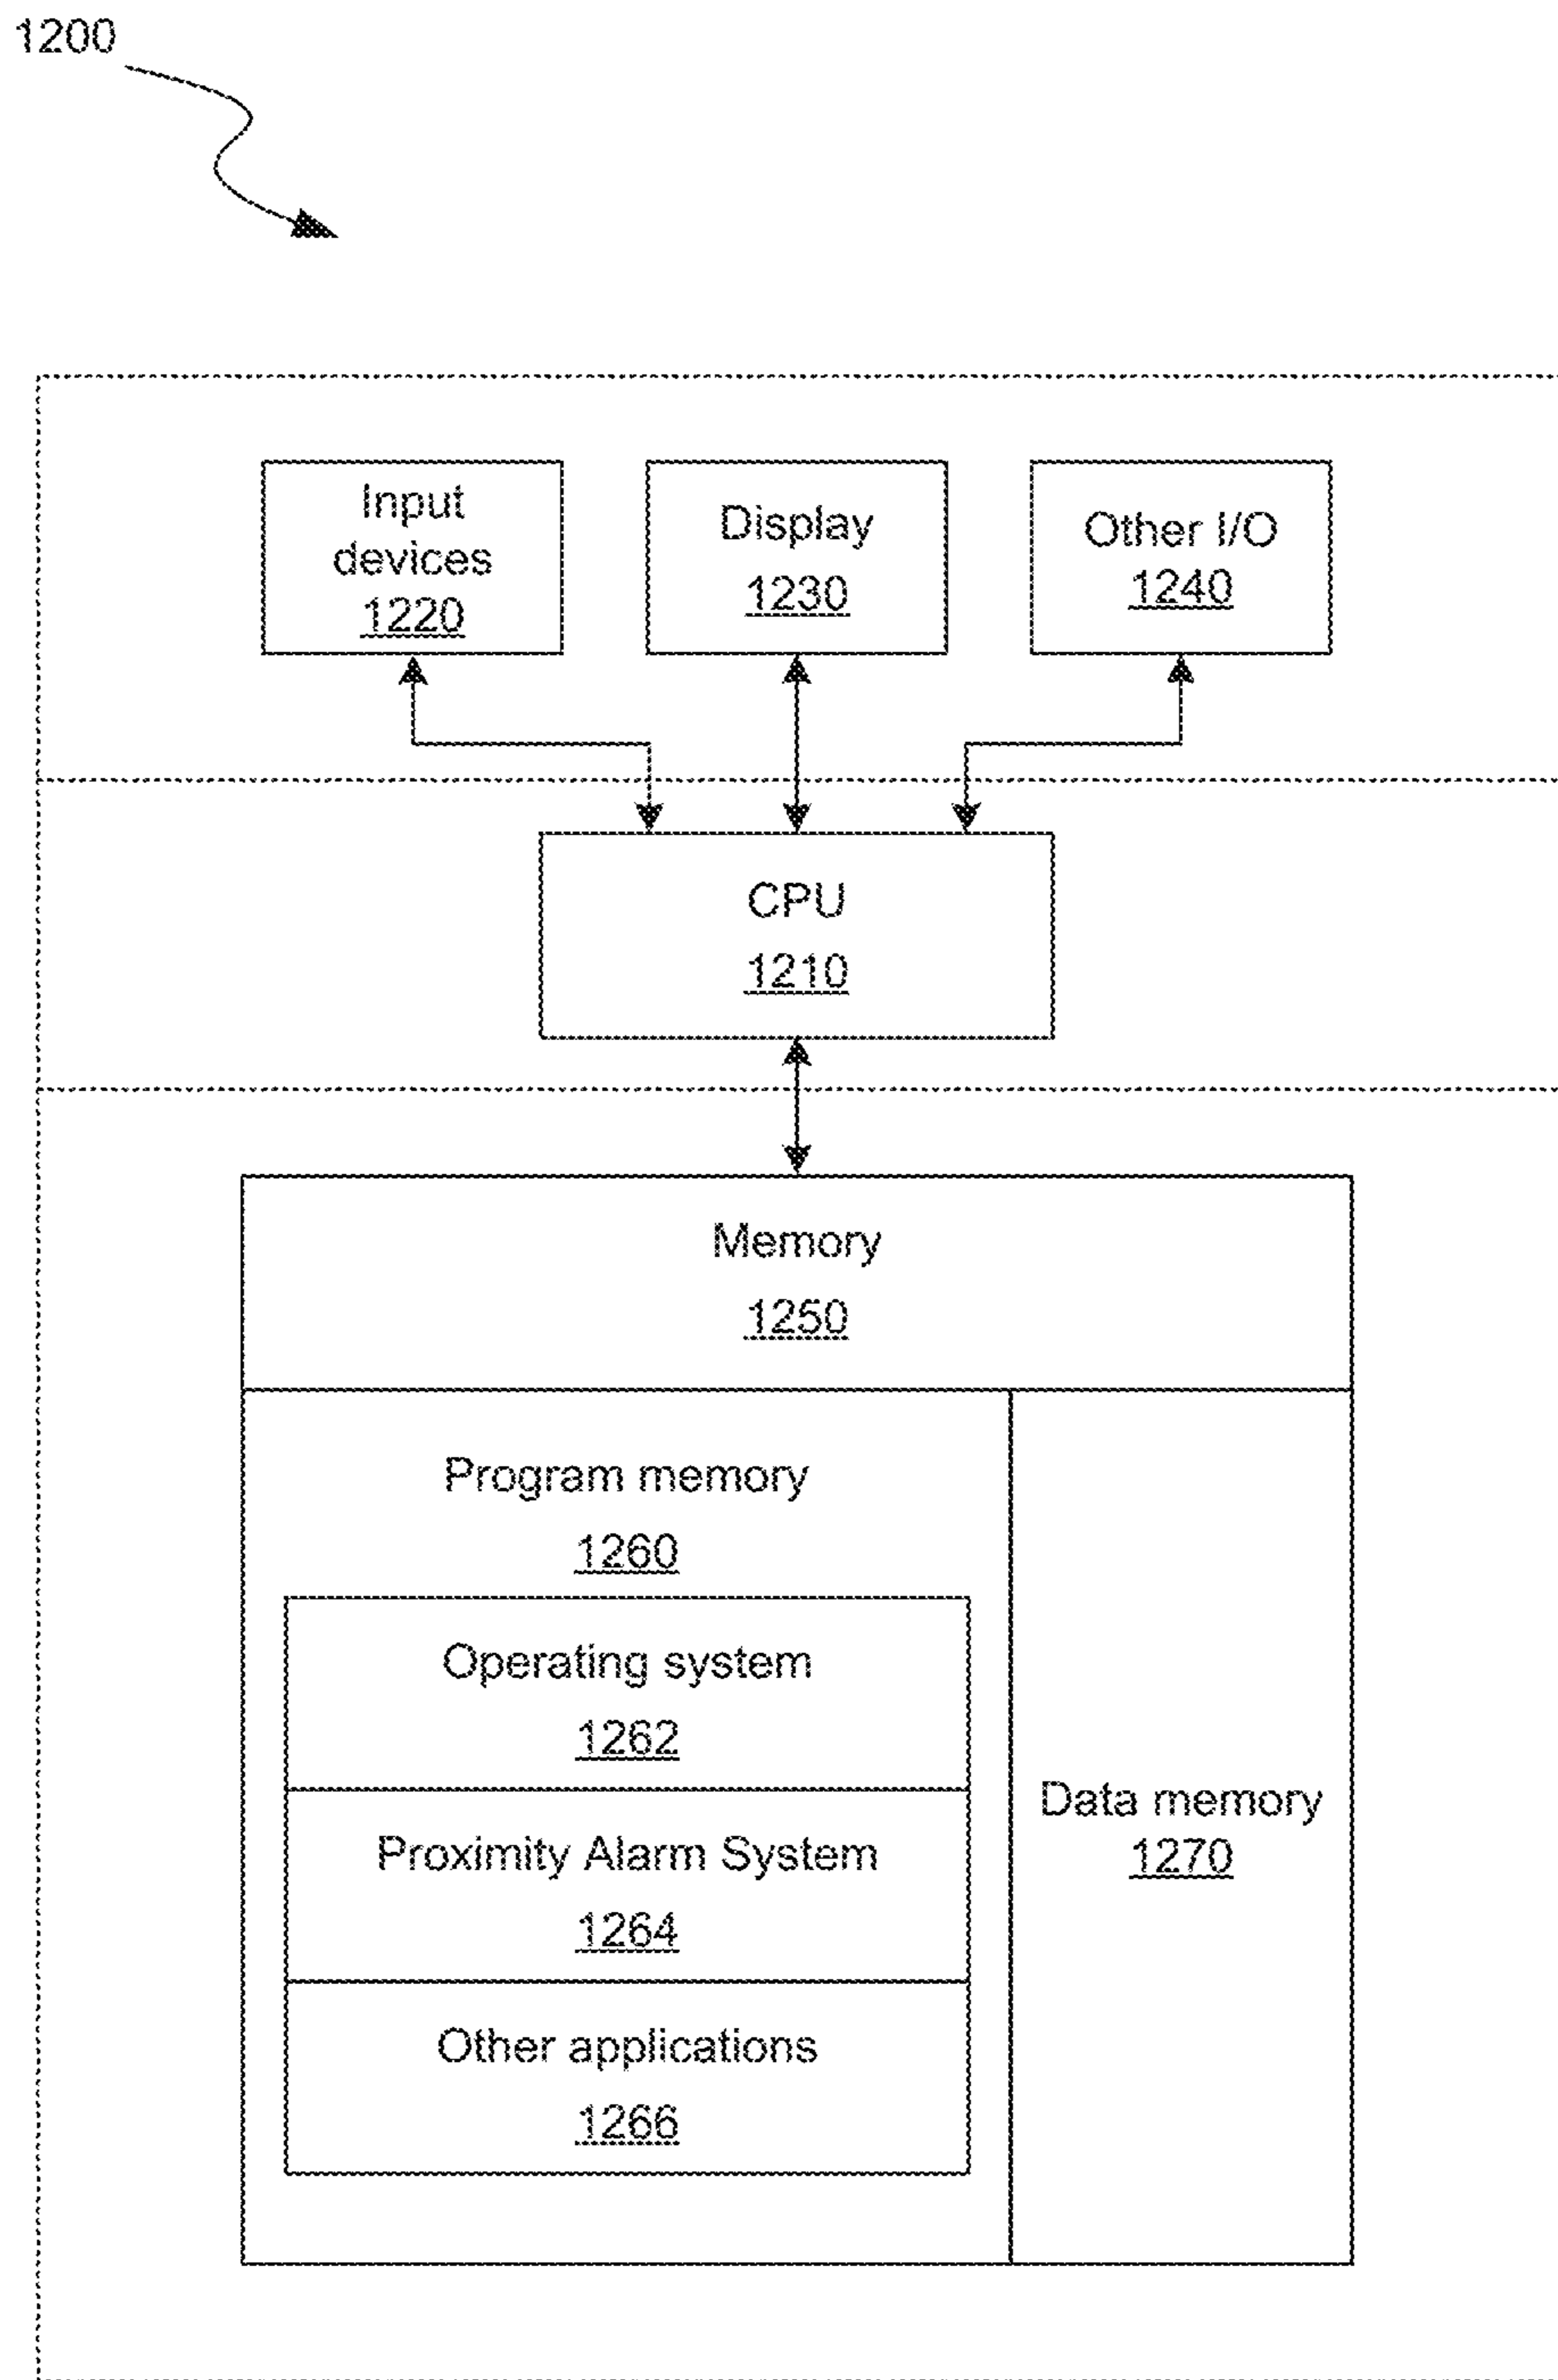 1200
Input
devices
1220
Display
1230
Other I/O
1240
CPU
1210
Memory
1250
Program memory
1260
Operating system
1262
Proximity Alarm System
1264
Other applications
1266
Data memory
1270